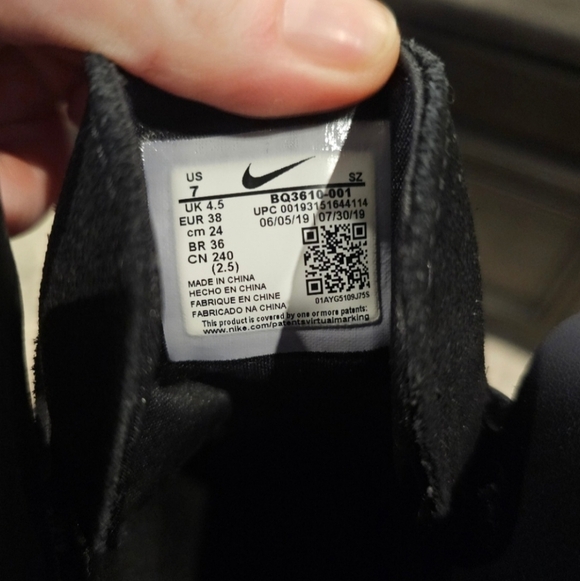 US
7
SZ
BQ3610-001
UK 4.5
UPC 00193151644114
EUR 38
06/05/19 07/30/19
cm 24
BR 36
CN 240
(2.5)
MADE IN CHINA
HECHO EN CHINA
FABRIQUE EN CHINE
FABRICADO NA CHINA
01AYG5109J75S
This product is covered by one or more patents:
www.nike.com/patentsvirtualmarking